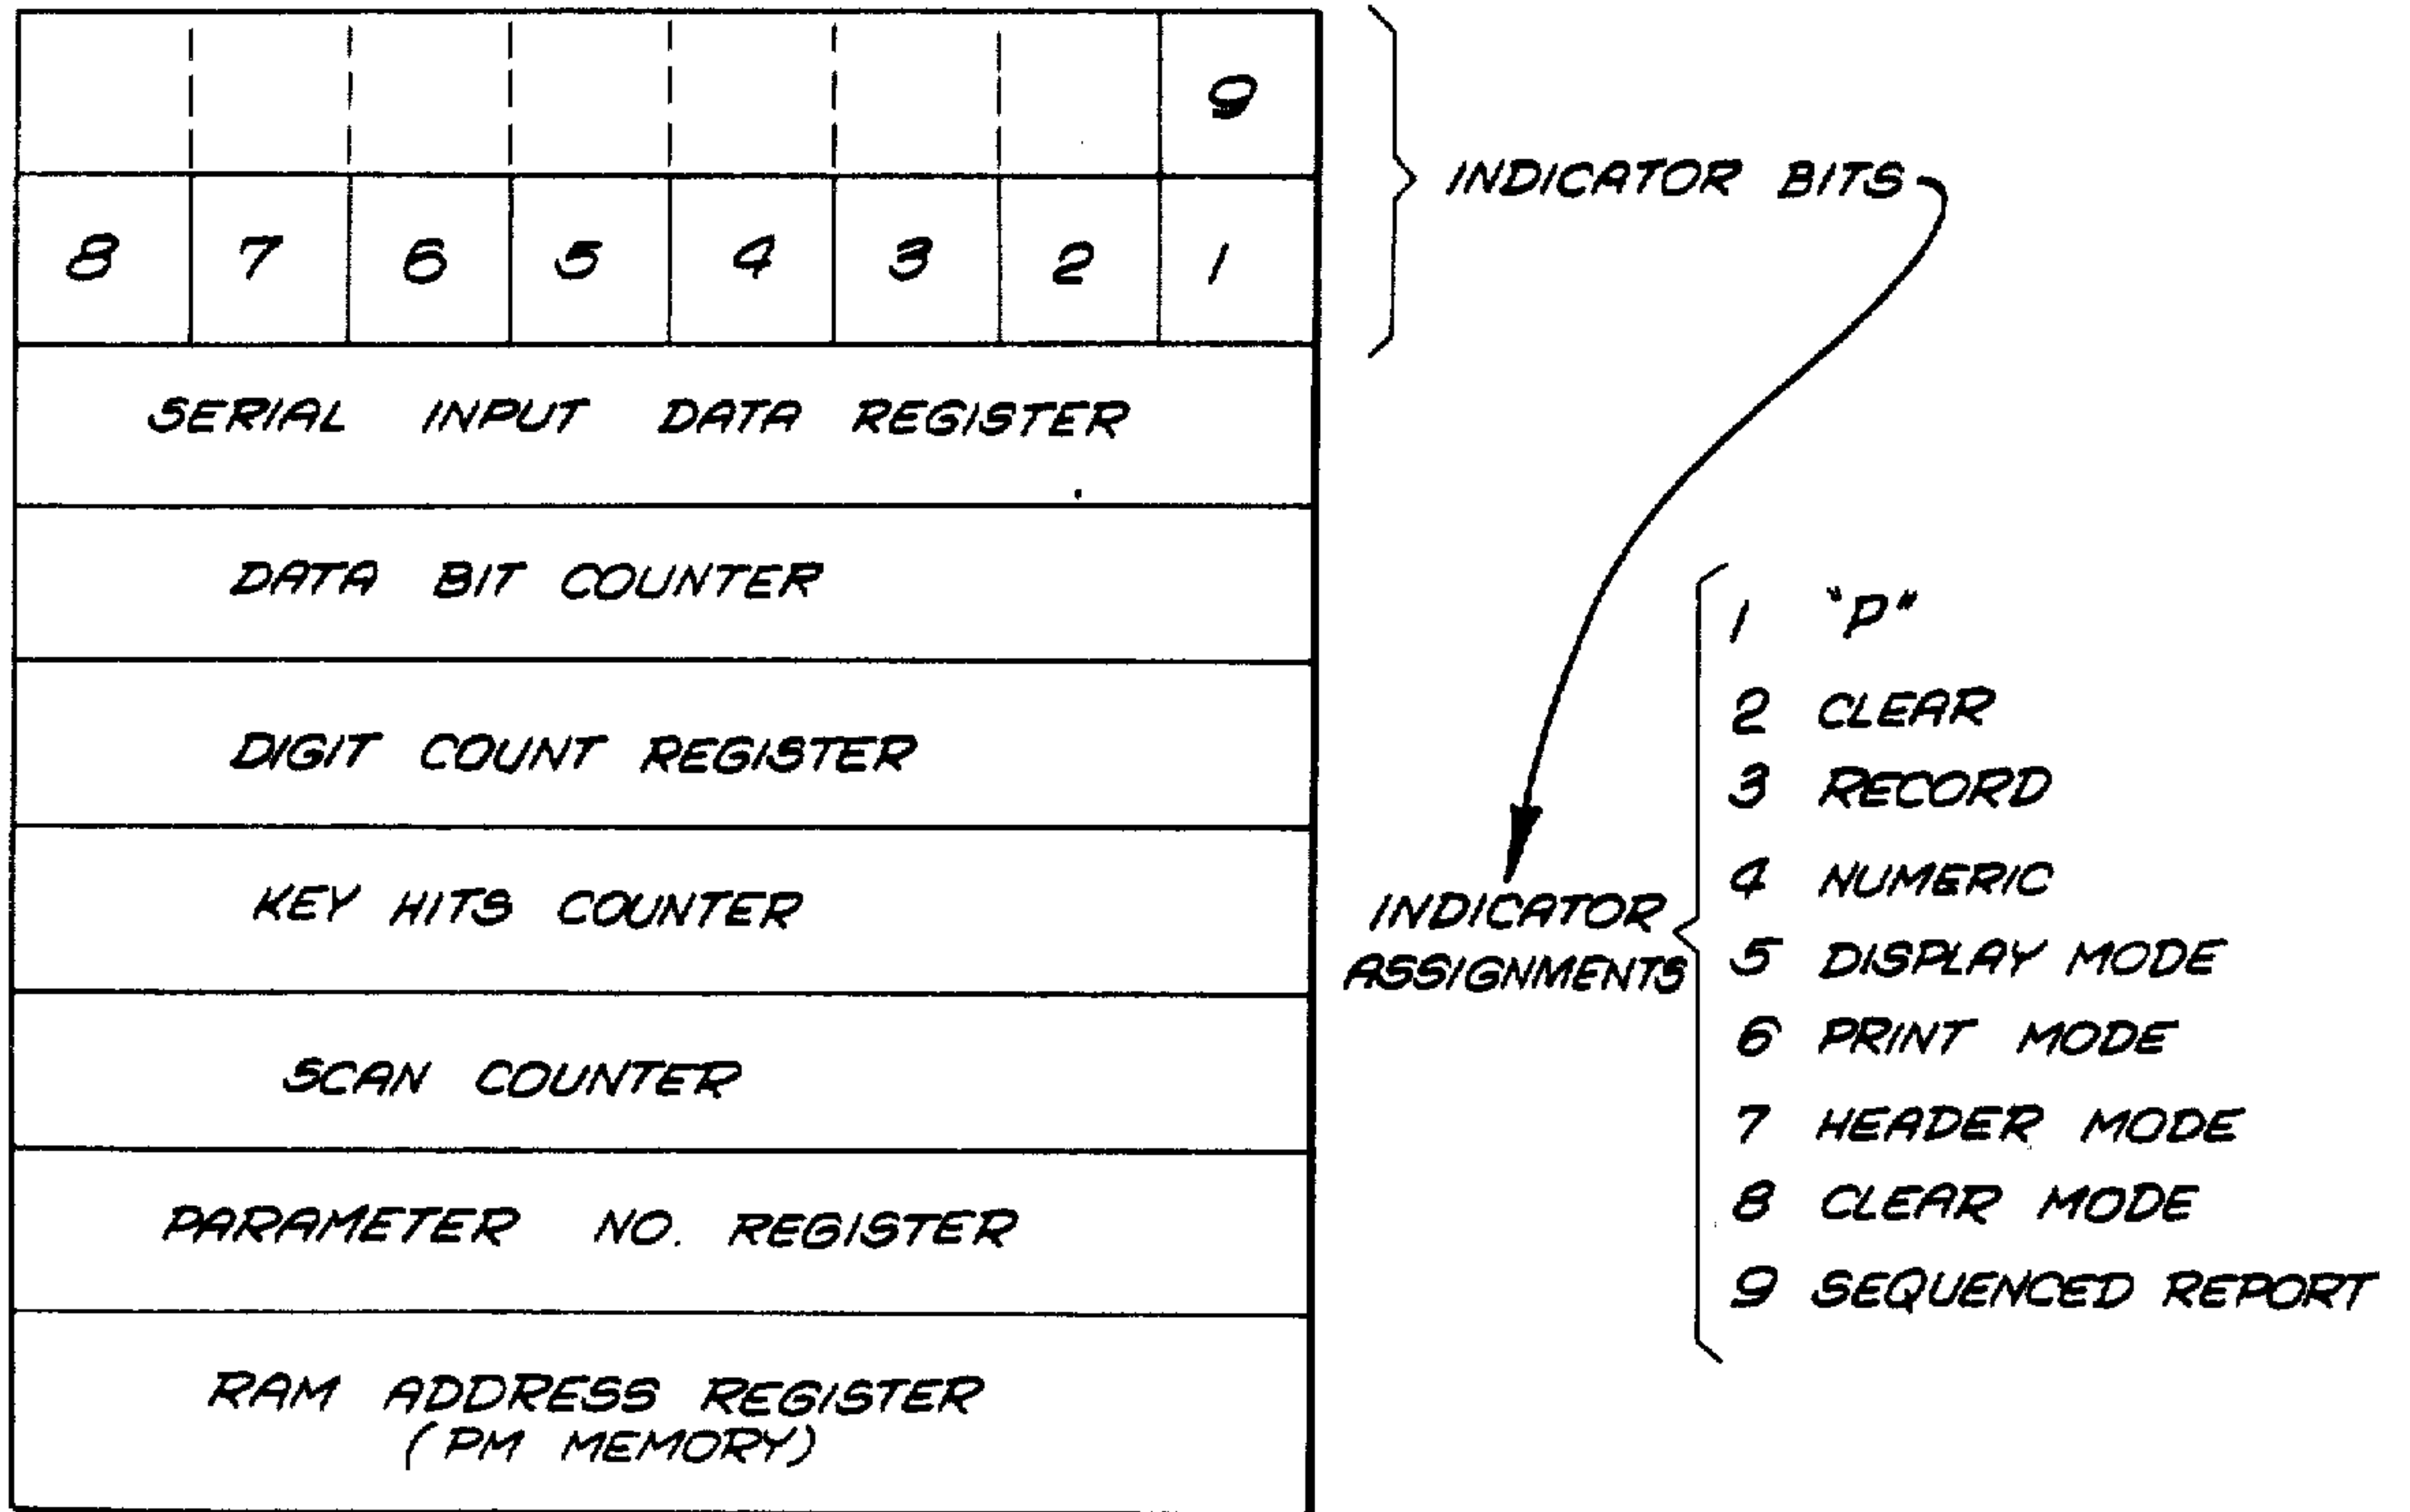 9
8 7 6 5 4 3 2 1
INDICATOR BITS
SERIAL INPUT DATA REGISTER
DATA BIT COUNTER
DIGIT COUNT REGISTER
KEY HITS COUNTER
SCAN COUNTER
PARAMETER NO. REGISTER
RAM ADDRESS REGISTER
(PM MEMORY)
INDICATOR
ASSIGNMENTS
1 "P"
2 CLEAR
3 RECORD
4 NUMERIC
5 DISPLAY MODE
6 PRINT MODE
7 HEADER MODE
8 CLEAR MODE
9 SEQUENCED REPORT